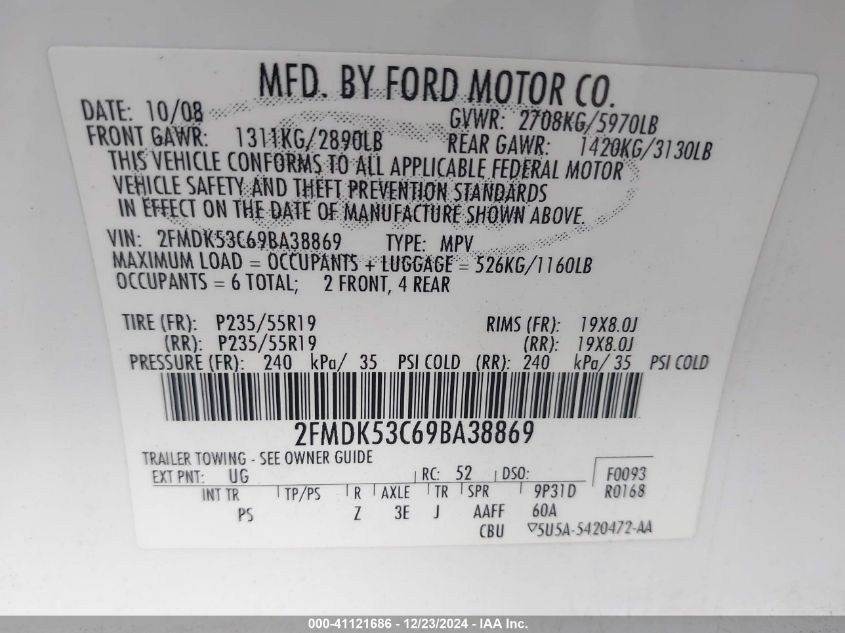 MFD. BY FORD MOTOR CO.
DATE: 10/08 GVWR: 2708KG/5970LB
FRONT GAWR: 1311KG/2890LB REAR GAWR: 1420KG/3130LB
THIS VEHICLE CONFORMS TO ALL APPLICABLE FEDERAL MOTOR
VEHICLE SAFETY AND THEFT PREVENTION STANDARDS
IN EFFECT ON THE DATE OF MANUFACTURE SHOWN ABOVE.
VIN: 2FMDK53C69BA38869 TYPE: MPV
MAXIMUM LOAD = OCCUPANTS + LUGGAGE = 526KG/1160LB
OCCUPANTS = 6 TOTAL; 2 FRONT, 4 REAR
TIRE (FR): P235/55R19 RIMS (FR): 19X8.0J
(RR): P235/55R19 (RR): 19X8.0J
PRESSURE (FR): 240 kPa/ 35 PSI COLD (RR): 240 kPa/ 35 PSI COLD
2FMDK53C69BA38869
TRAILER TOWING - SEE OWNER GUIDE
EXT PNT: UG RC: 52 DSO: F0093
INT TR TP/PS R AXLE TR SPR 9P31D R0168
PS Z 3E J AAFF 60A
CBU ▽5U5A-5420472-AA
000-41121686 - 12/23/2024 - IAA Inc.